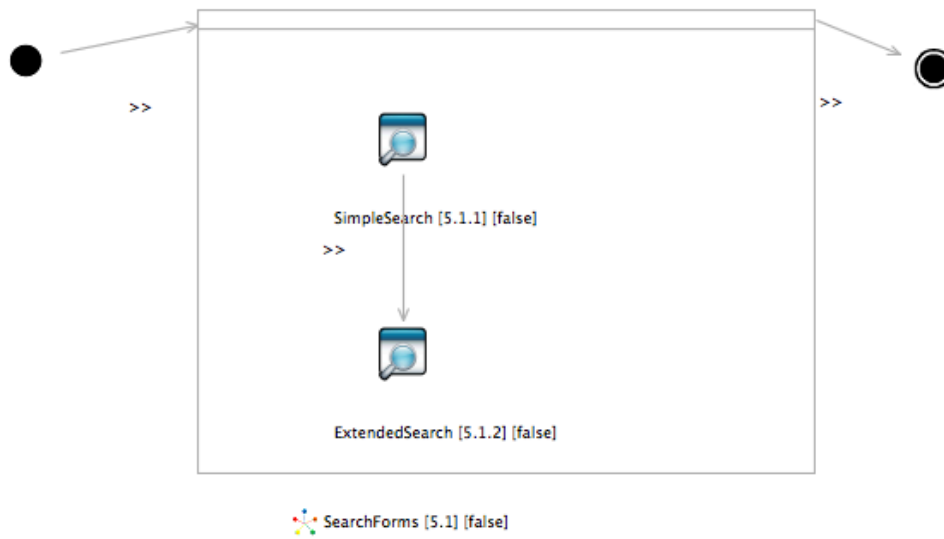 >>
>>
SimpleSearch [5.1.1] [false]
>>
ExtendedSearch [5.1.2] [false]
SearchForms [5.1] [false]